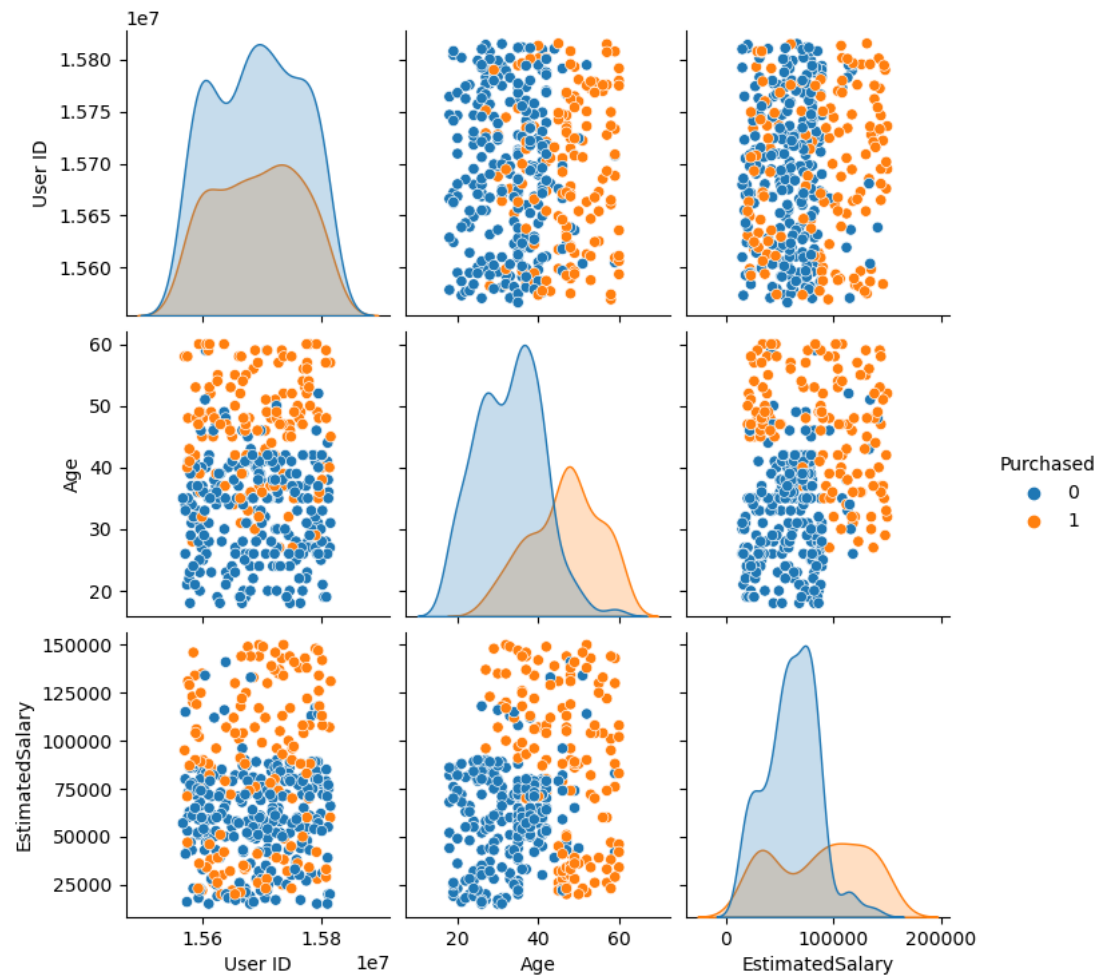 1e7
1.580
1.575
1.570
1.565
1.560
User ID
60
50
40
30
20
Age
150000
125000
100000
75000
50000
25000
EstimatedSalary
1.56 1.58
User ID 1e7
20 40 60
Age
0 100000 200000
EstimatedSalary
Purchased
0
1